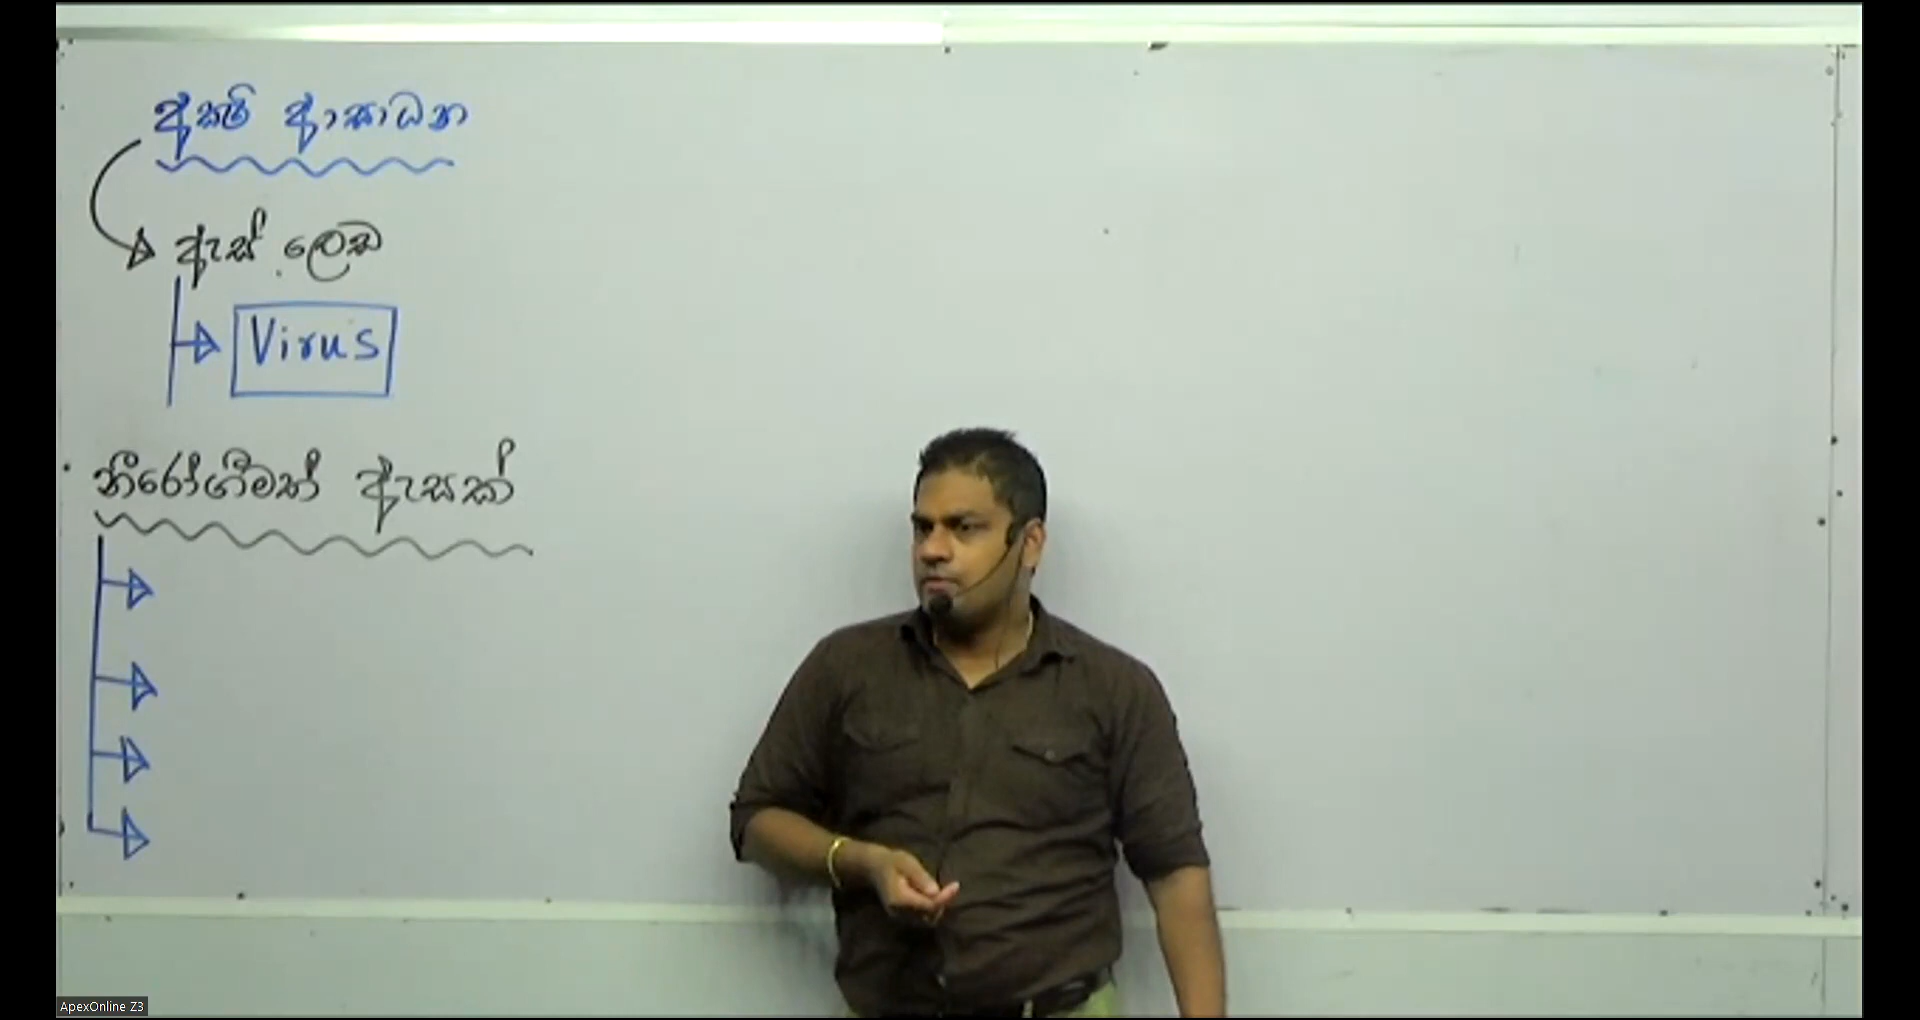 අක්ෂි ආසාධන
ඇස් ලෙඩ
Virus
නීරෝගීමත් ඇසක්
ApexOnline Z3